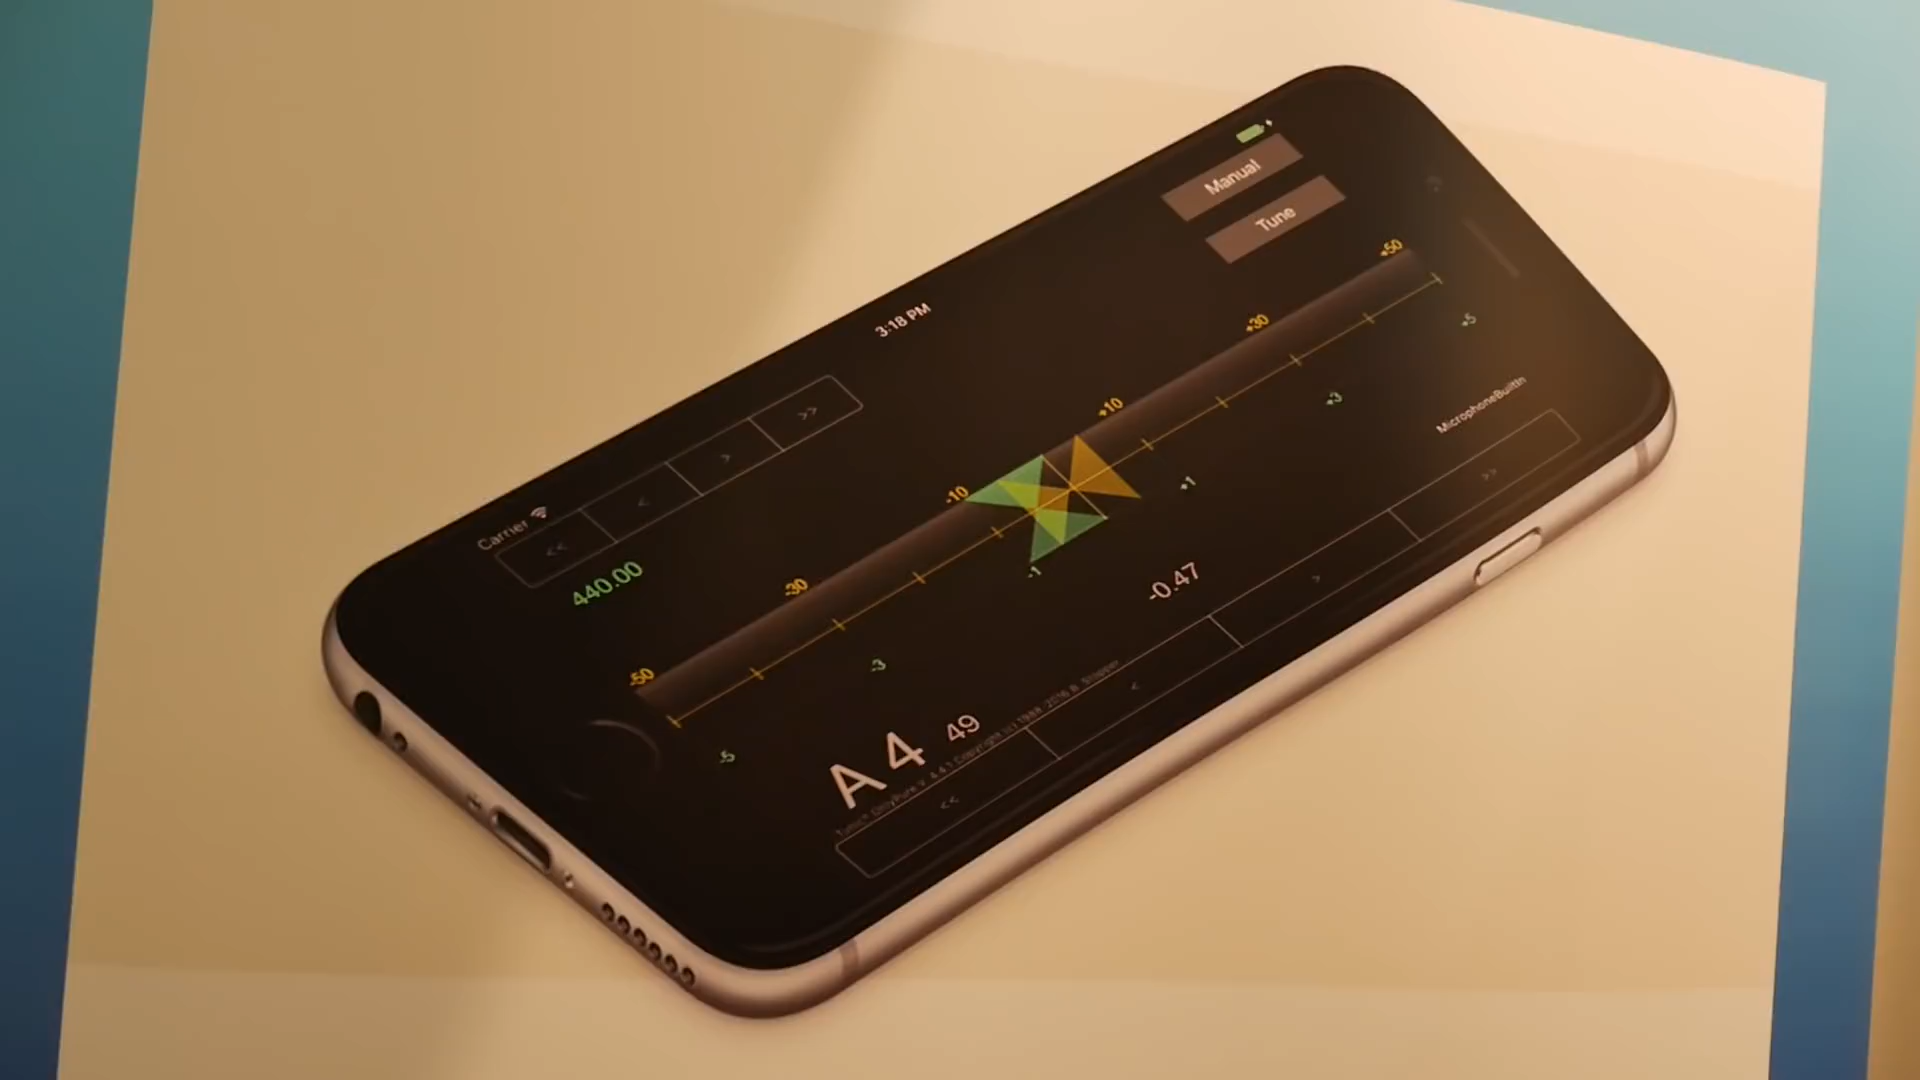 Manual
Tune
3:18 PM
Carrier
<< < > >>
440.00
-50 -30 -10 +10 +30 +50
-5 -3 -1 +1 +3 +5
MicrophoneBuiltIn
-0.47
A 4 49
<< < > >>